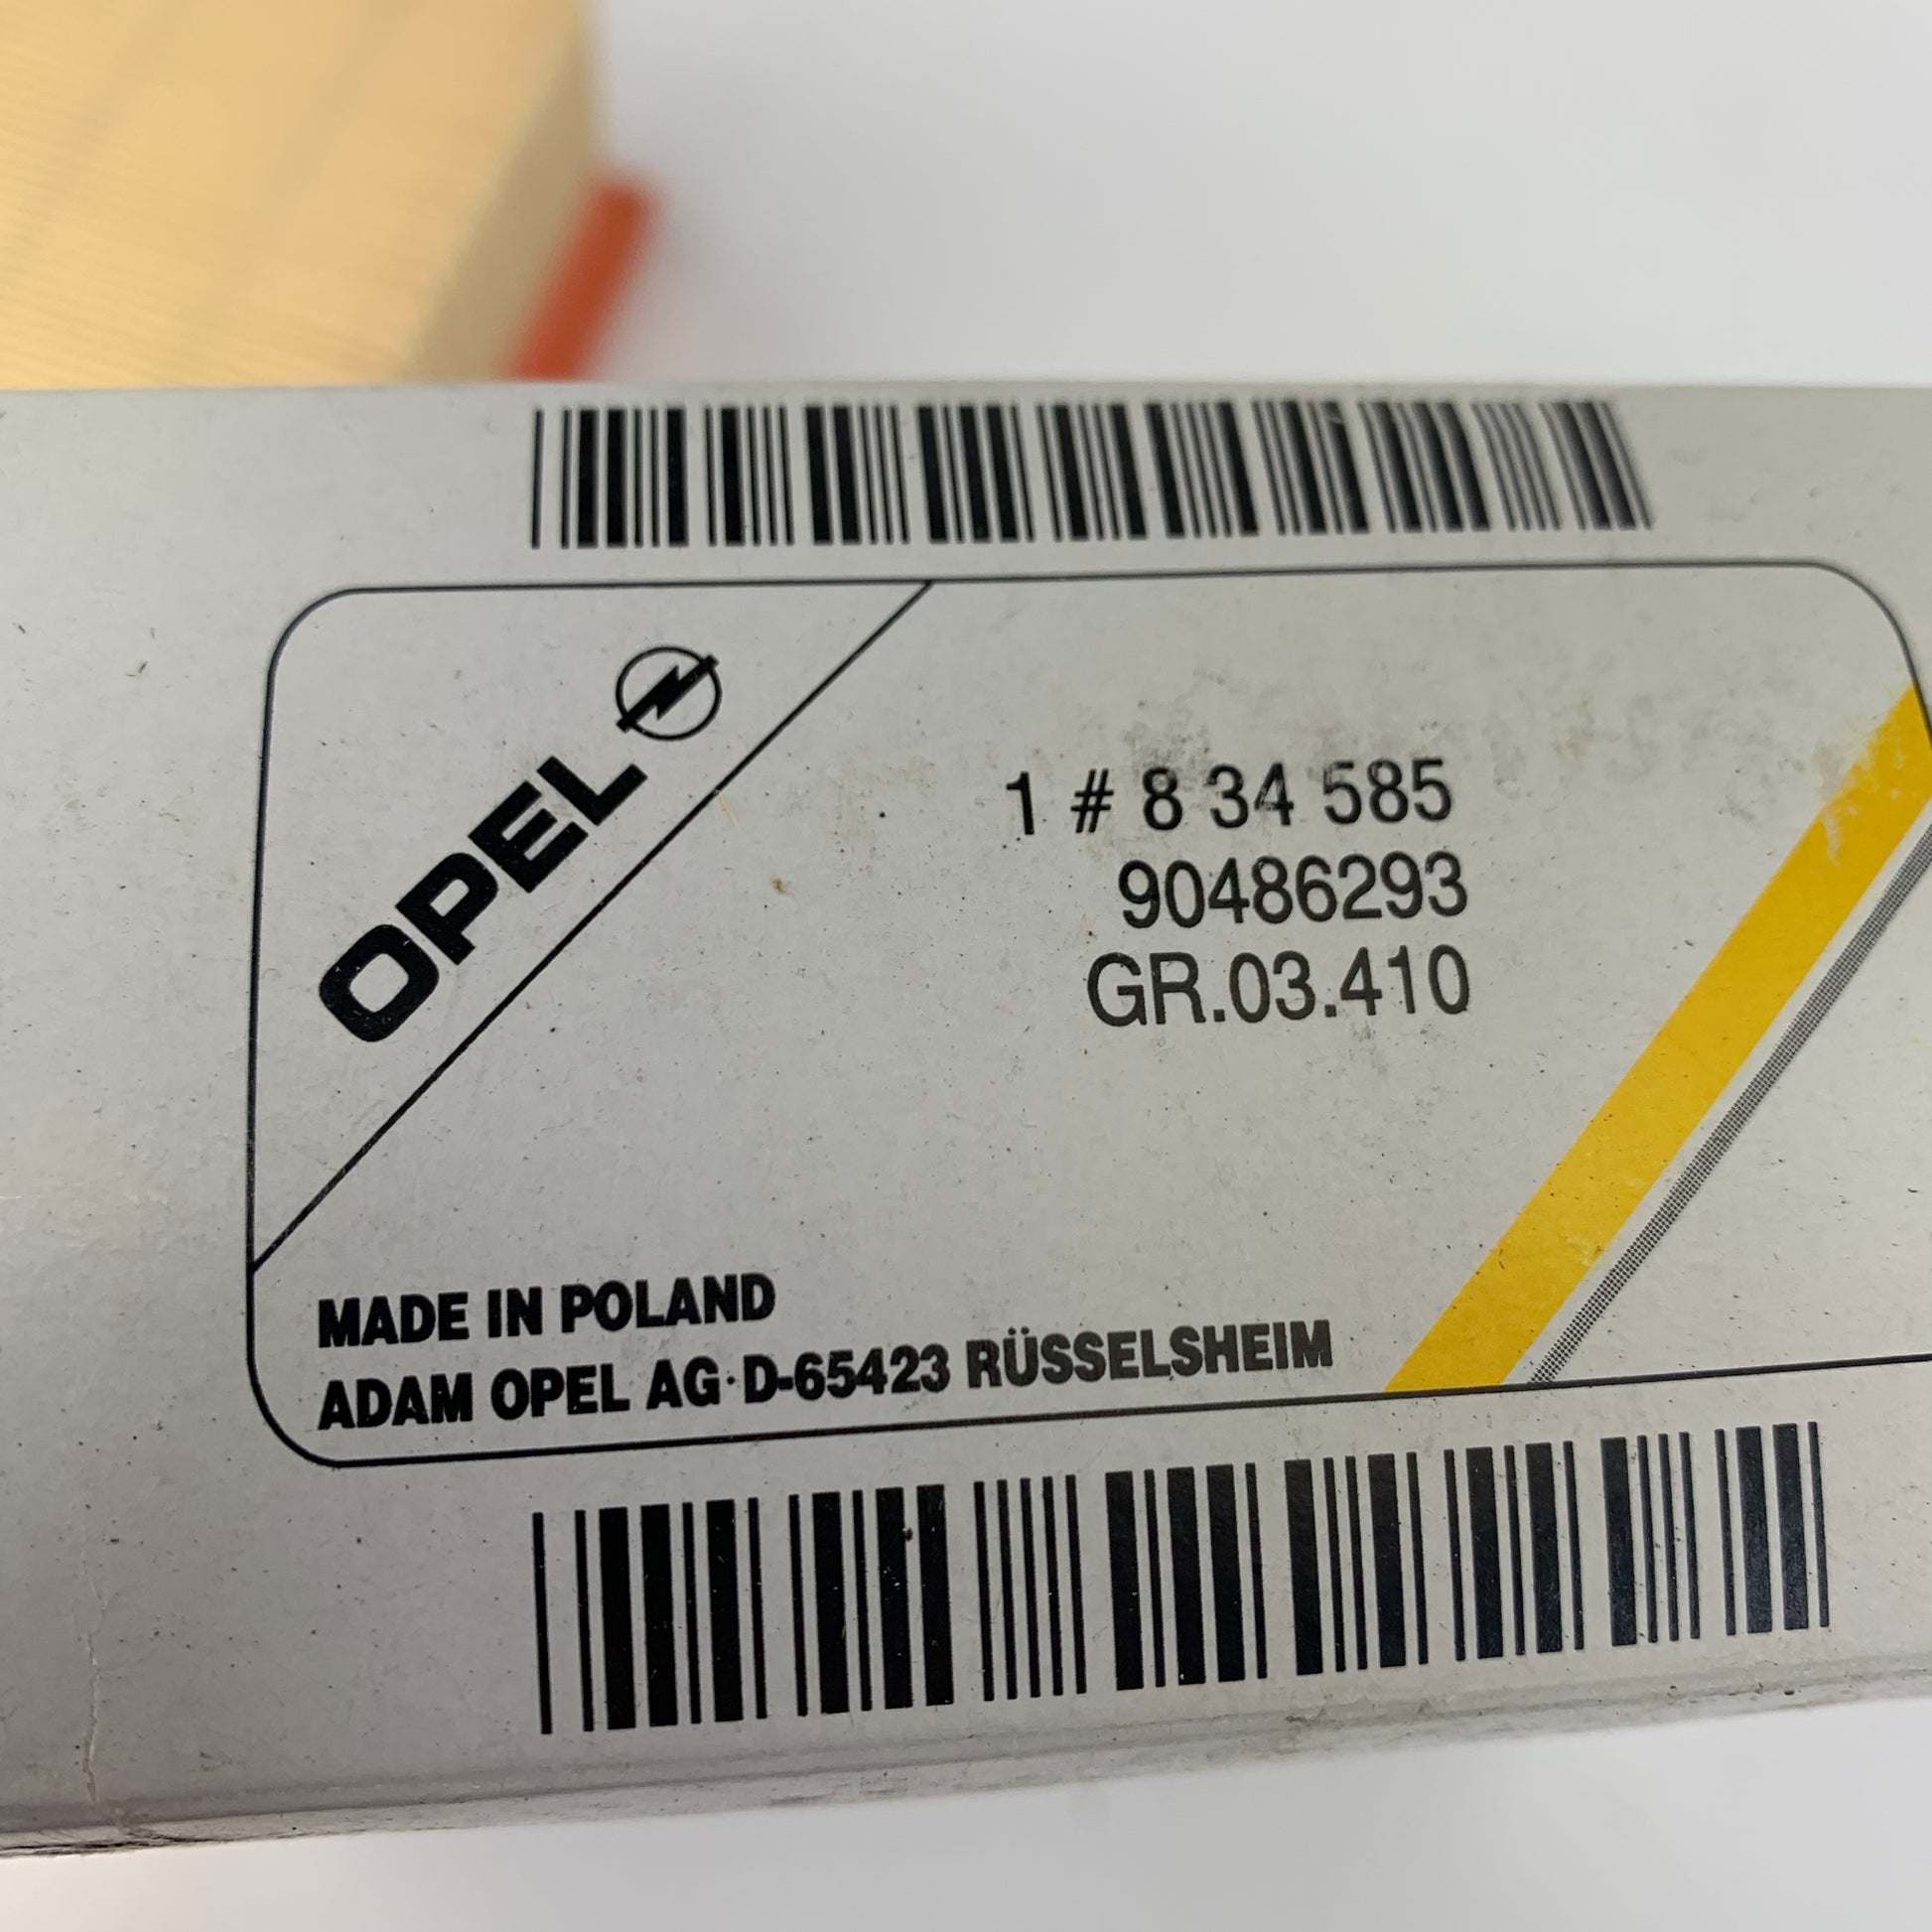 OPEL
1 # 8 34 585
90486293
GR.03.410
MADE IN POLAND
ADAM OPEL AG·D-65423 RÜSSELSHEIM